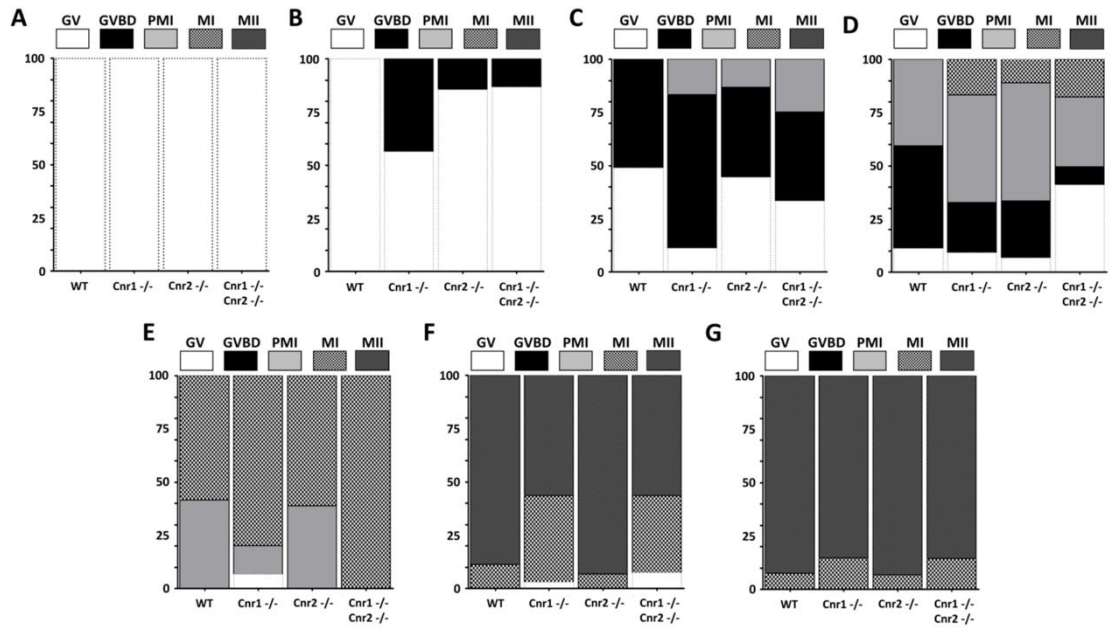 A
GV GVBD PMI MI MII
100
75
50
25
0
WT Cnr1 -/- Cnr2 -/- Cnr1 -/-
Cnr2 -/-
B
GV GVBD PMI MI MII
100
75
50
25
0
WT Cnr1 -/- Cnr2 -/- Cnr1 -/-
Cnr2 -/-
C
GV GVBD PMI MI MII
100
75
50
25
0
WT Cnr1 -/- Cnr2 -/- Cnr1 -/-
Cnr2 -/-
D
GV GVBD PMI MI MII
100
75
50
25
0
WT Cnr1 -/- Cnr2 -/- Cnr1 -/-
Cnr2 -/-
E
GV GVBD PMI MI MII
100
75
50
25
0
WT Cnr1 -/- Cnr2 -/- Cnr1 -/-
Cnr2 -/-
F
GV GVBD PMI MI MII
100
75
50
25
0
WT Cnr1 -/- Cnr2 -/- Cnr1 -/-
Cnr2 -/-
G
GV GVBD PMI MI MII
100
75
50
25
0
WT Cnr1 -/- Cnr2 -/- Cnr1 -/-
Cnr2 -/-